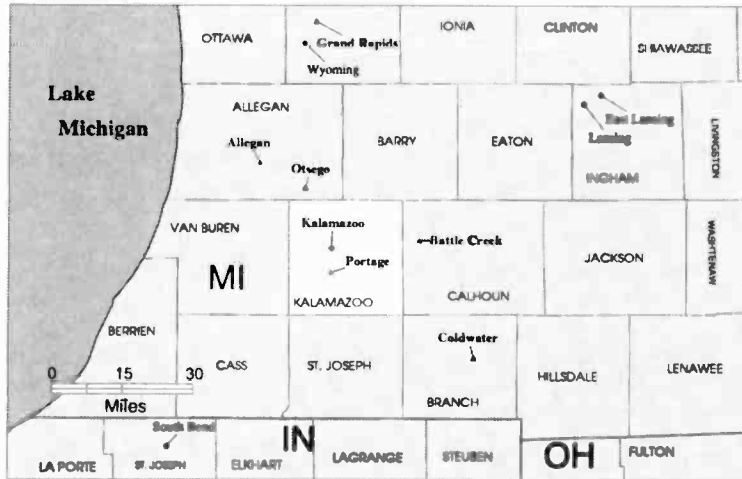 OTTAWA
IONIA
CLINTON
SHIAWASSEE
Grand Rapids
Wyoming
Lake
Michigan
ALLEGAN
Allegan
Otsego
BARRY
EATON
East Lansing
Lansing
INGHAM
LIVINGSTON
VAN BUREN
Kalamazoo
Portage
KALAMAZOO
MI
Battle Creek
CALHOUN
JACKSON
WASHTENAW
BERRIEN
CASS
ST. JOSEPH
Coldwater
BRANCH
HILLSDALE
LENAWEE
0 15 30
Miles
South Bend
IN
OH
LA PORTE
ST. JOSEPH
ELKHART
LAGRANGE
STEUBEN
FULTON